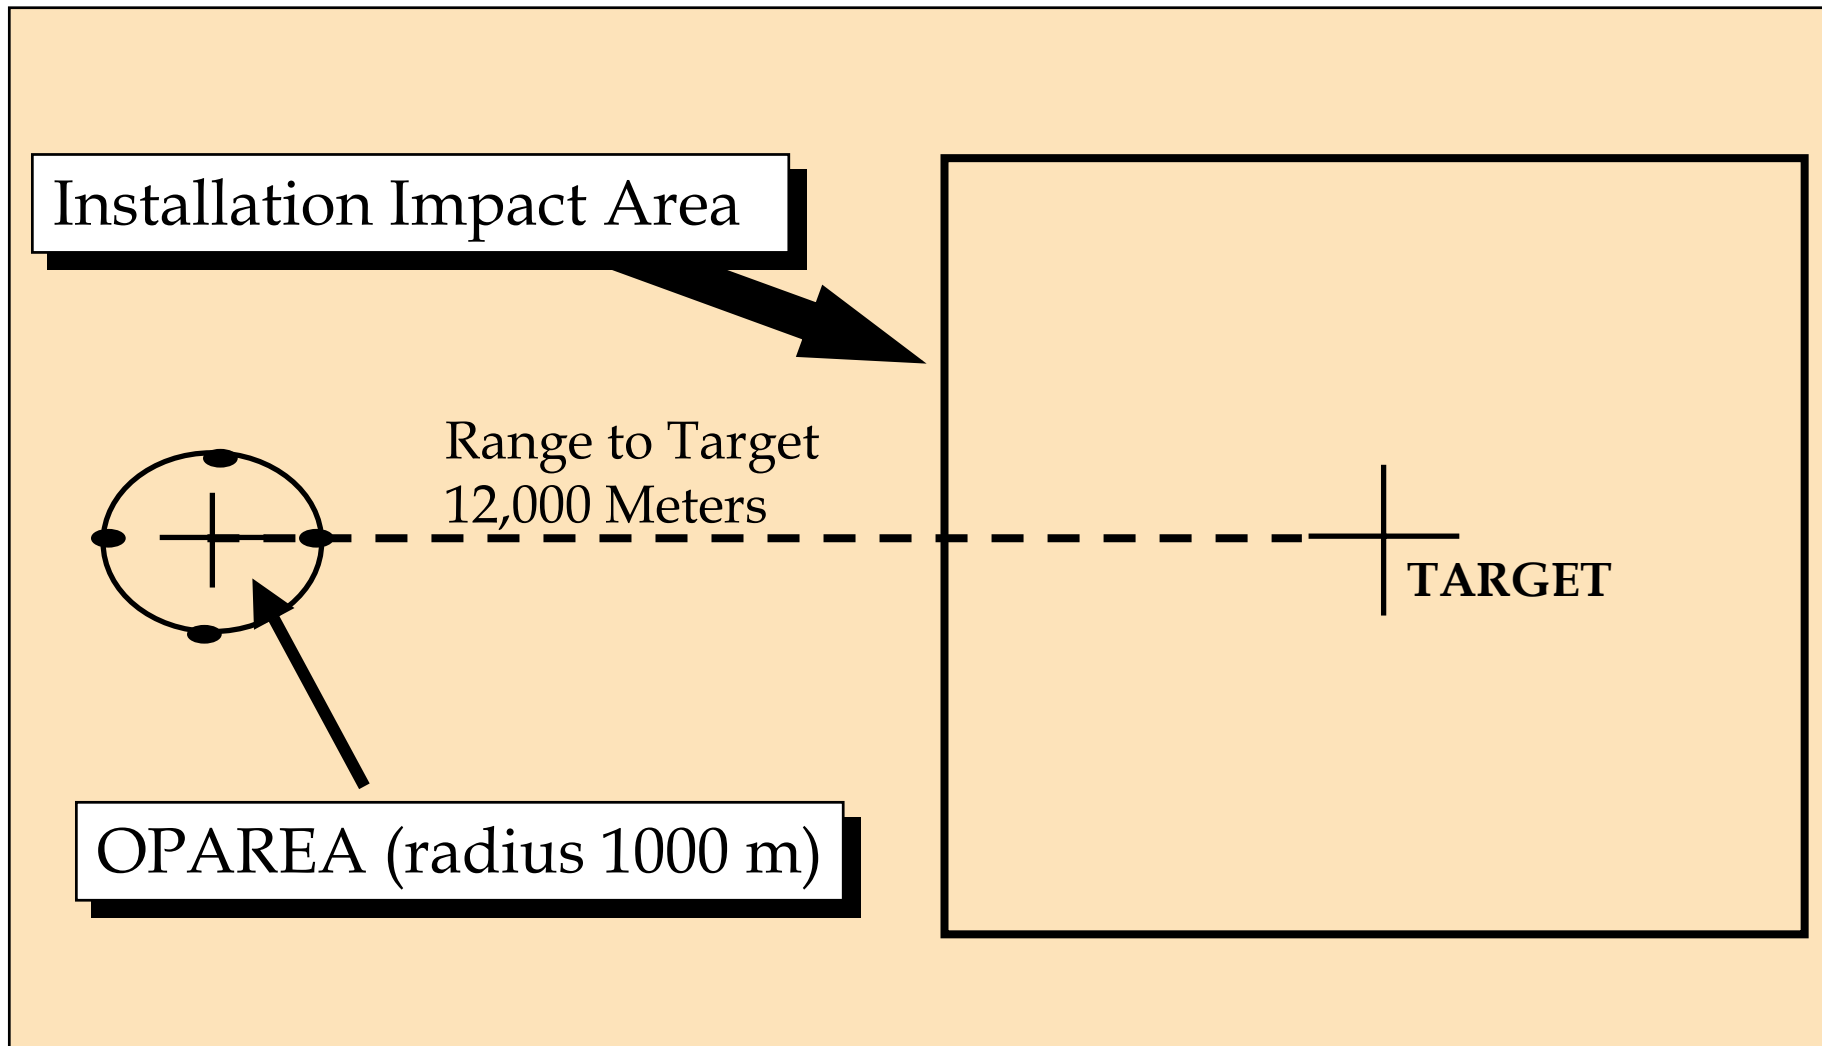 Installation Impact Area
Range to Target
12,000 Meters
TARGET
OPAREA (radius 1000 m)